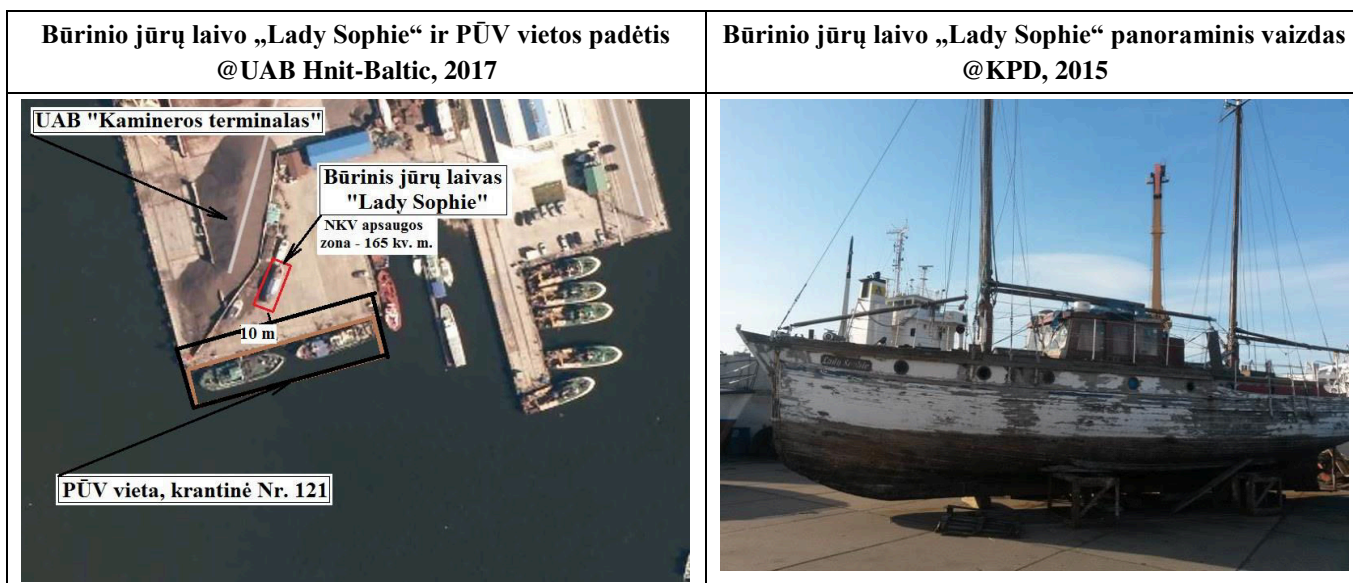 Būrinio jūrų laivo „Lady Sophie“ ir PŪV vietos padėtis
@UAB Hnit-Baltic, 2017
Būrinio jūrų laivo „Lady Sophie“ panoraminis vaizdas
@KPD, 2015
UAB "Kamineros terminalas"
Būrinis jūrų laivas
"Lady Sophie"
NKV apsaugos
zona - 165 kv. m.
10 m
PŪV vieta, krantinė Nr. 121
Lady Sophie